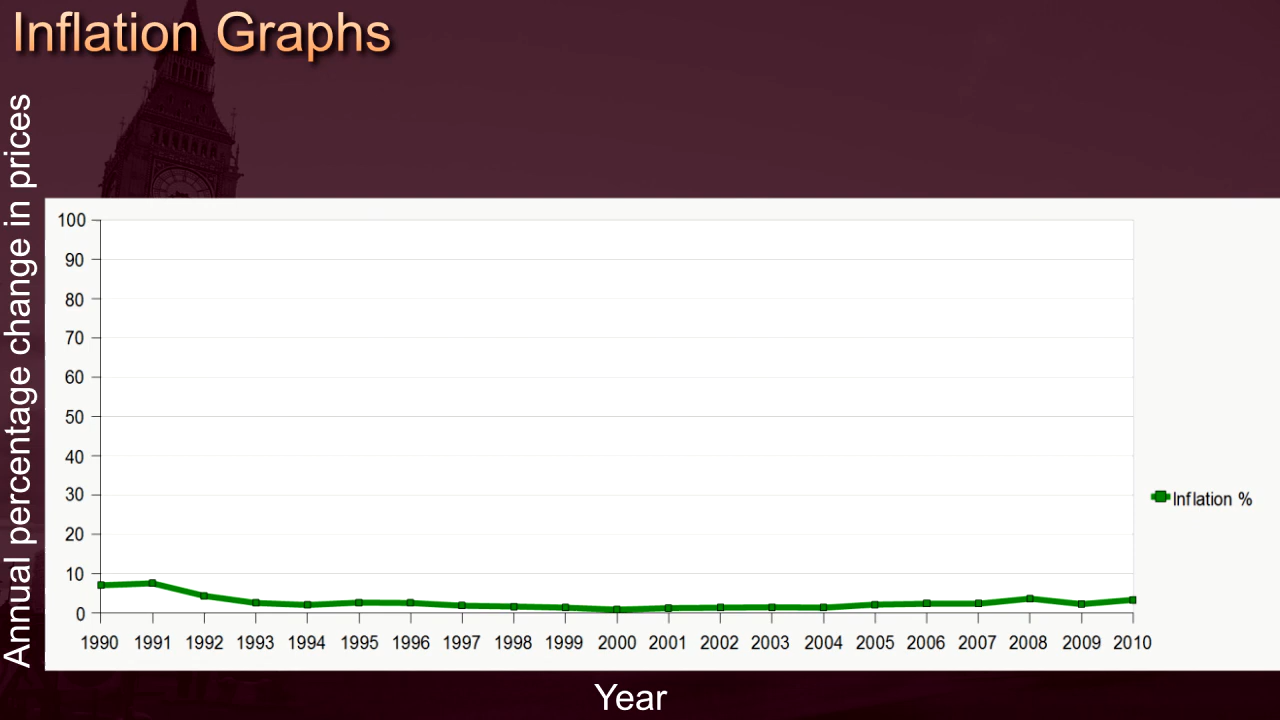 Inflation Graphs
Annual percentage change in prices
100
90
80
70
60
50
40
30
20
10
0
1990 1991 1992 1993 1994 1995 1996 1997 1998 1999 2000 2001 2002 2003 2004 2005 2006 2007 2008 2009 2010
Inflation %
Year